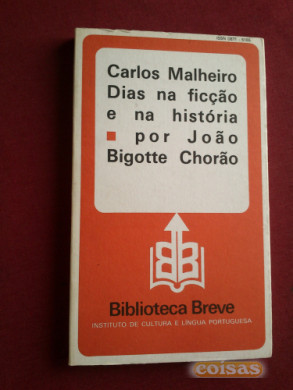 Carlos Malheiro
Dias na ficção
e na história
por João
Bigotte Chorão
Biblioteca Breve
INSTITUTO DE CULTURA E LÍNGUA PORTUGUESA
coisas